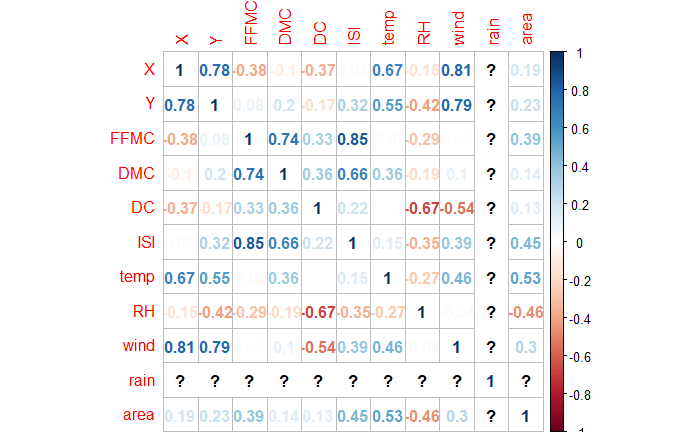 X Y FFMC DMC DC ISI temp RH wind rain area
X 1 0.78 -0.38 -0.1 -0.37 0.67 -0.15 0.81 ? 0.19
Y 0.78 1 0.08 0.2 -0.17 0.32 0.55 -0.42 0.79 ? 0.23
FFMC -0.38 0.08 1 0.74 0.33 0.85 -0.29 ? 0.39
DMC -0.1 0.2 0.74 1 0.36 0.66 0.36 -0.19 0.1 ? 0.14
DC -0.37 -0.17 0.33 0.36 1 0.22 -0.67 -0.54 ? 0.13
ISI 0.32 0.85 0.66 0.22 1 0.15 -0.35 0.39 ? 0.45
temp 0.67 0.55 0.36 0.15 1 -0.27 0.46 ? 0.53
RH -0.15 -0.42 -0.29 -0.19 -0.67 -0.35 -0.27 1 -0.04 ? -0.46
wind 0.81 0.79 0.1 -0.54 0.39 0.46 -0.04 1 ? 0.3
rain ? ? ? ? ? ? ? ? ? 1 ?
area 0.19 0.23 0.39 0.14 0.13 0.45 0.53 -0.46 0.3 ? 1
1
0.8
0.6
0.4
0.2
0
-0.2
-0.4
-0.6
-0.8
-1